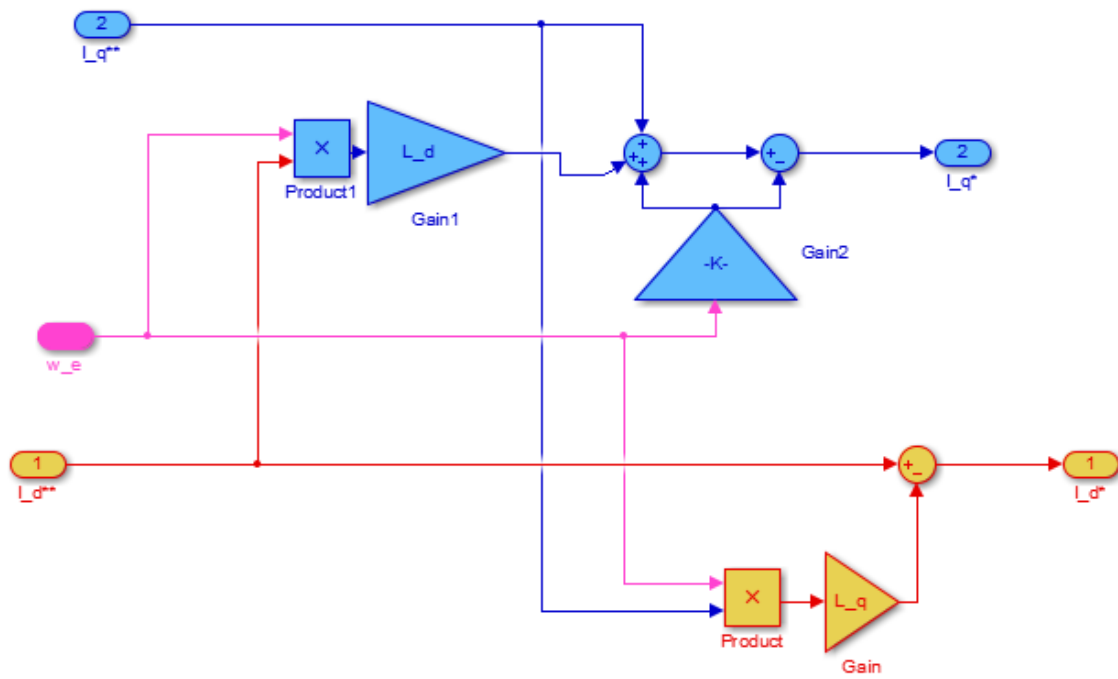 2
I_q**
×
Product1
L_d
Gain1
+
+
+
+
−
2
I_q*
-K-
Gain2
w_e
1
I_d**
+
−
1
I_d*
×
Product
L_q
Gain